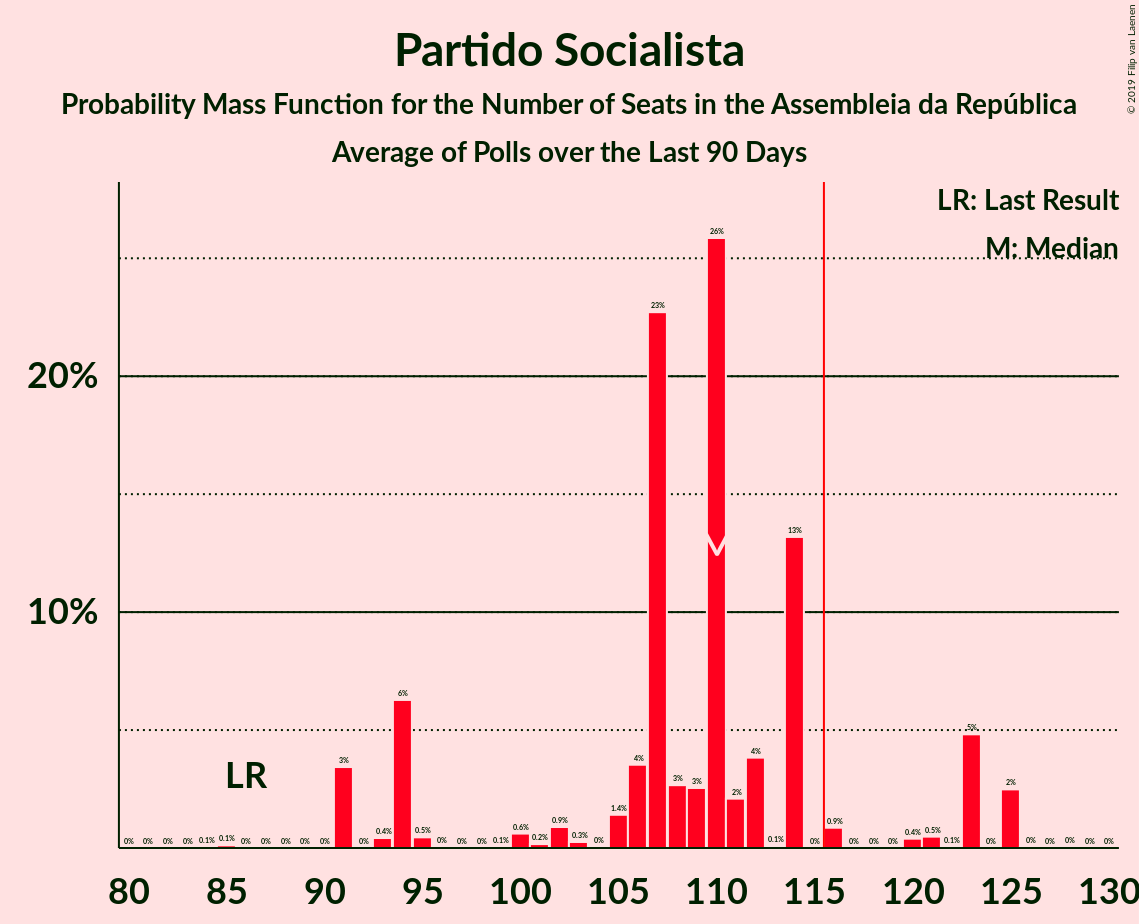 Partido Socialista
Probability Mass Function for the Number of Seats in the Assembleia da República
Average of Polls over the Last 90 Days
© 2019 Filip van Laenen
LR: Last Result
M: Median
20%
10%
LR
M
0% 0% 0% 0% 0.1% 0.1% 0% 0% 0% 0% 0% 3% 0% 0.4% 6% 0.5% 0% 0% 0% 0.1% 0.6% 0.2% 0.9% 0.3% 0% 1.4% 4% 23% 3% 3% 26% 2% 4% 0.1% 13% 0% 0.9% 0% 0% 0% 0.4% 0.5% 0.1% 5% 0% 2% 0% 0% 0% 0% 0%
80 85 90 95 100 105 110 115 120 125 130